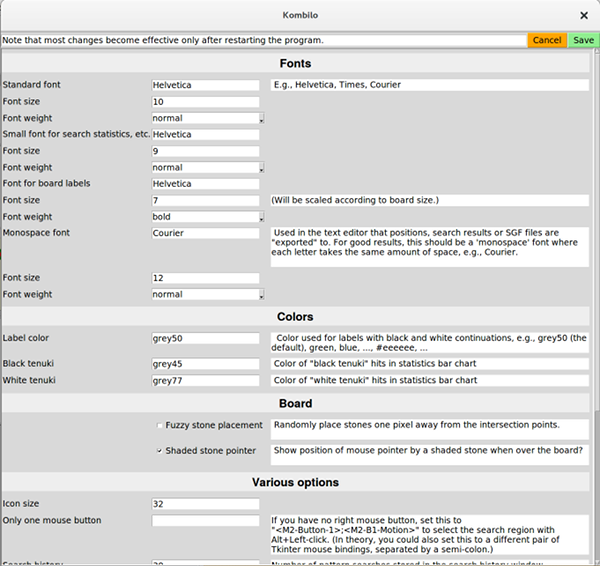 Kombilo
Note that most changes become effective only after restarting the program. Cancel Save
Fonts
Standard font Helvetica E.g., Helvetica, Times, Courier
Font size 10
Font weight normal
Small font for search statistics, etc. Helvetica
Font size 9
Font weight normal
Font for board labels Helvetica
Font size 7 (Will be scaled according to board size.)
Font weight bold
Monospace font Courier Used in the text editor that positions, search results or SGF files are
"exported" to. For good results, this should be a 'monospace' font where
each letter takes the same amount of space, e.g., Courier.
Font size 12
Font weight normal
Colors
Label color grey50 Color used for labels with black and white continuations, e.g., grey50 (the
default), green, blue, ..., #eeeeee, ...
Black tenuki grey45 Color of "black tenuki" hits in statistics bar chart
White tenuki grey77 Color of "white tenuki" hits in statistics bar chart
Board
Fuzzy stone placement Randomly place stones one pixel away from the intersection points.
Shaded stone pointer Show position of mouse pointer by a shaded stone when over the board?
Various options
Icon size 32
Only one mouse button If you have no right mouse button, set this to
"<M2-Button-1>;<M2-B1-Motion>" to select the search region with
Alt+Left-click. (In theory, you could also set this to a different pair of
Tkinter mouse bindings, separated by a semi-colon.)
Search history Number of pattern searches stored in the search history window